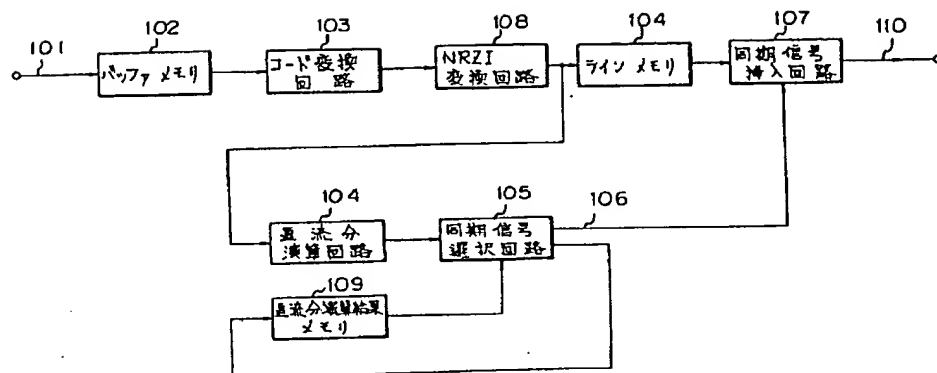 101
102
バッファメモリ
103
コード変換
回路
108
NRZI
変換回路
104
ラインメモリ
107
同期信号
挿入回路
110
104
直流分
演算回路
105
同期信号
選択回路
106
109
直流分演算結果
メモリ